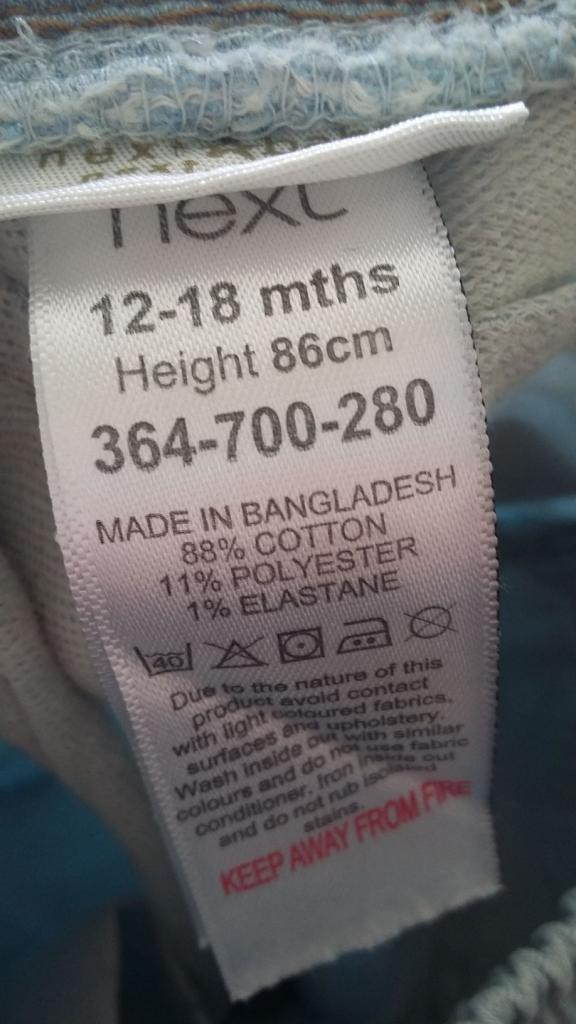 next
12-18 mths
Height 86cm
364-700-280
MADE IN BANGLADESH
88% COTTON
11% POLYESTER
1% ELASTANE
40
Due to the nature of this
product avoid contact
with light coloured fabrics,
surfaces and upholstery.
Wash inside out with similar
colours and do not use fabric
conditioner. Iron inside out
and do not rub isolated
stains.
KEEP AWAY FROM FIRE